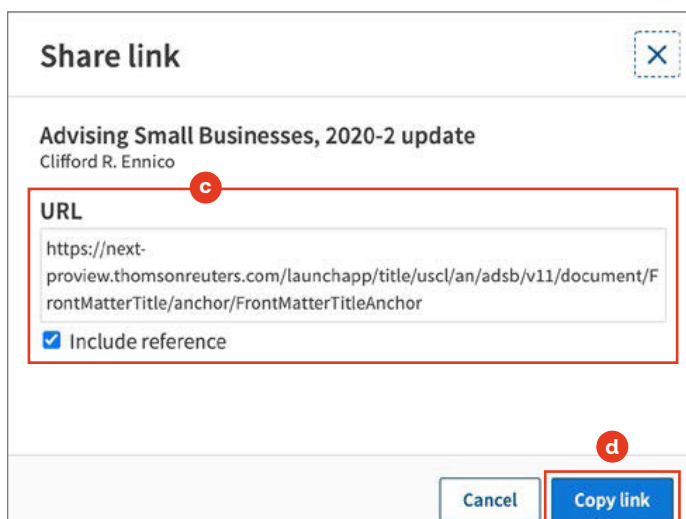 Share link
Advising Small Businesses, 2020-2 update
Clifford R. Ennico
c
URL
https://next-
proview.thomsonreuters.com/launchapp/title/uscl/an/adsb/v11/document/F
rontMatterTitle/anchor/FrontMatterTitleAnchor
Include reference
d
Cancel Copy link